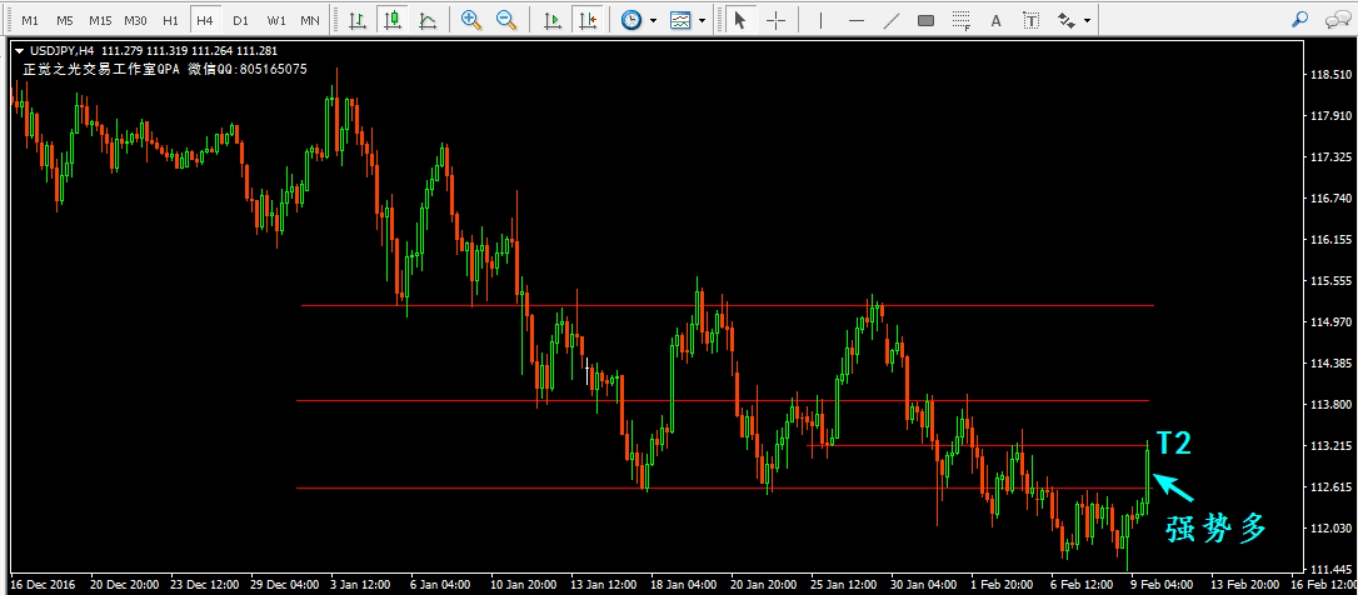 M1 M5 M15 M30 H1 H4 D1 W1 MN
USDJPY,H4 111.279 111.319 111.264 111.281
正觉之光交易工作室QPA 微信QQ:805165075
118.510
117.910
117.325
116.740
116.155
115.555
114.970
114.385
113.800
T2
113.215
112.615
强势多
112.030
111.445
16 Dec 2016 20 Dec 20:00 23 Dec 12:00 29 Dec 04:00 3 Jan 12:00 6 Jan 04:00 10 Jan 20:00 13 Jan 12:00 18 Jan 04:00 20 Jan 20:00 25 Jan 12:00 30 Jan 04:00 1 Feb 20:00 6 Feb 12:00 9 Feb 04:00 13 Feb 20:00 16 Feb 12:00